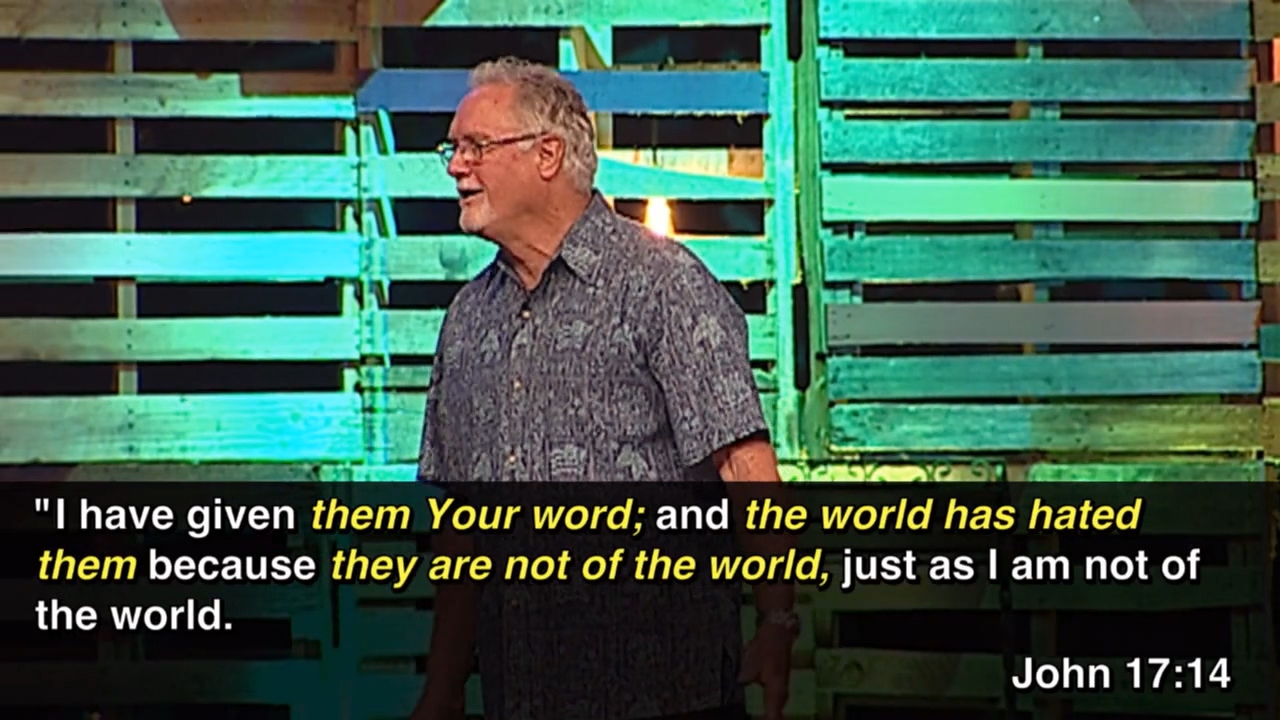 "I have given them Your word; and the world has hated
them because they are not of the world, just as I am not of
the world.
John 17:14